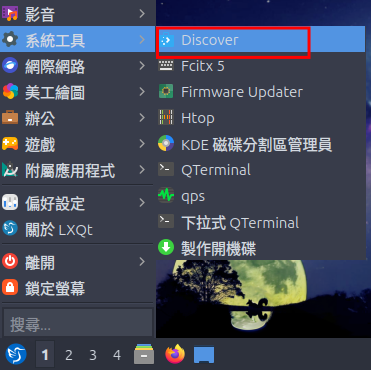 影音
系統工具
網際網路
美工繪圖
辦公
遊戲
附屬應用程式
偏好設定
關於 LXQt
離開
鎖定螢幕
搜尋...
Discover
Fcitx 5
Firmware Updater
Htop
KDE 磁碟分割區管理員
QTerminal
qps
下拉式 QTerminal
製作開機碟
1 2 3 4